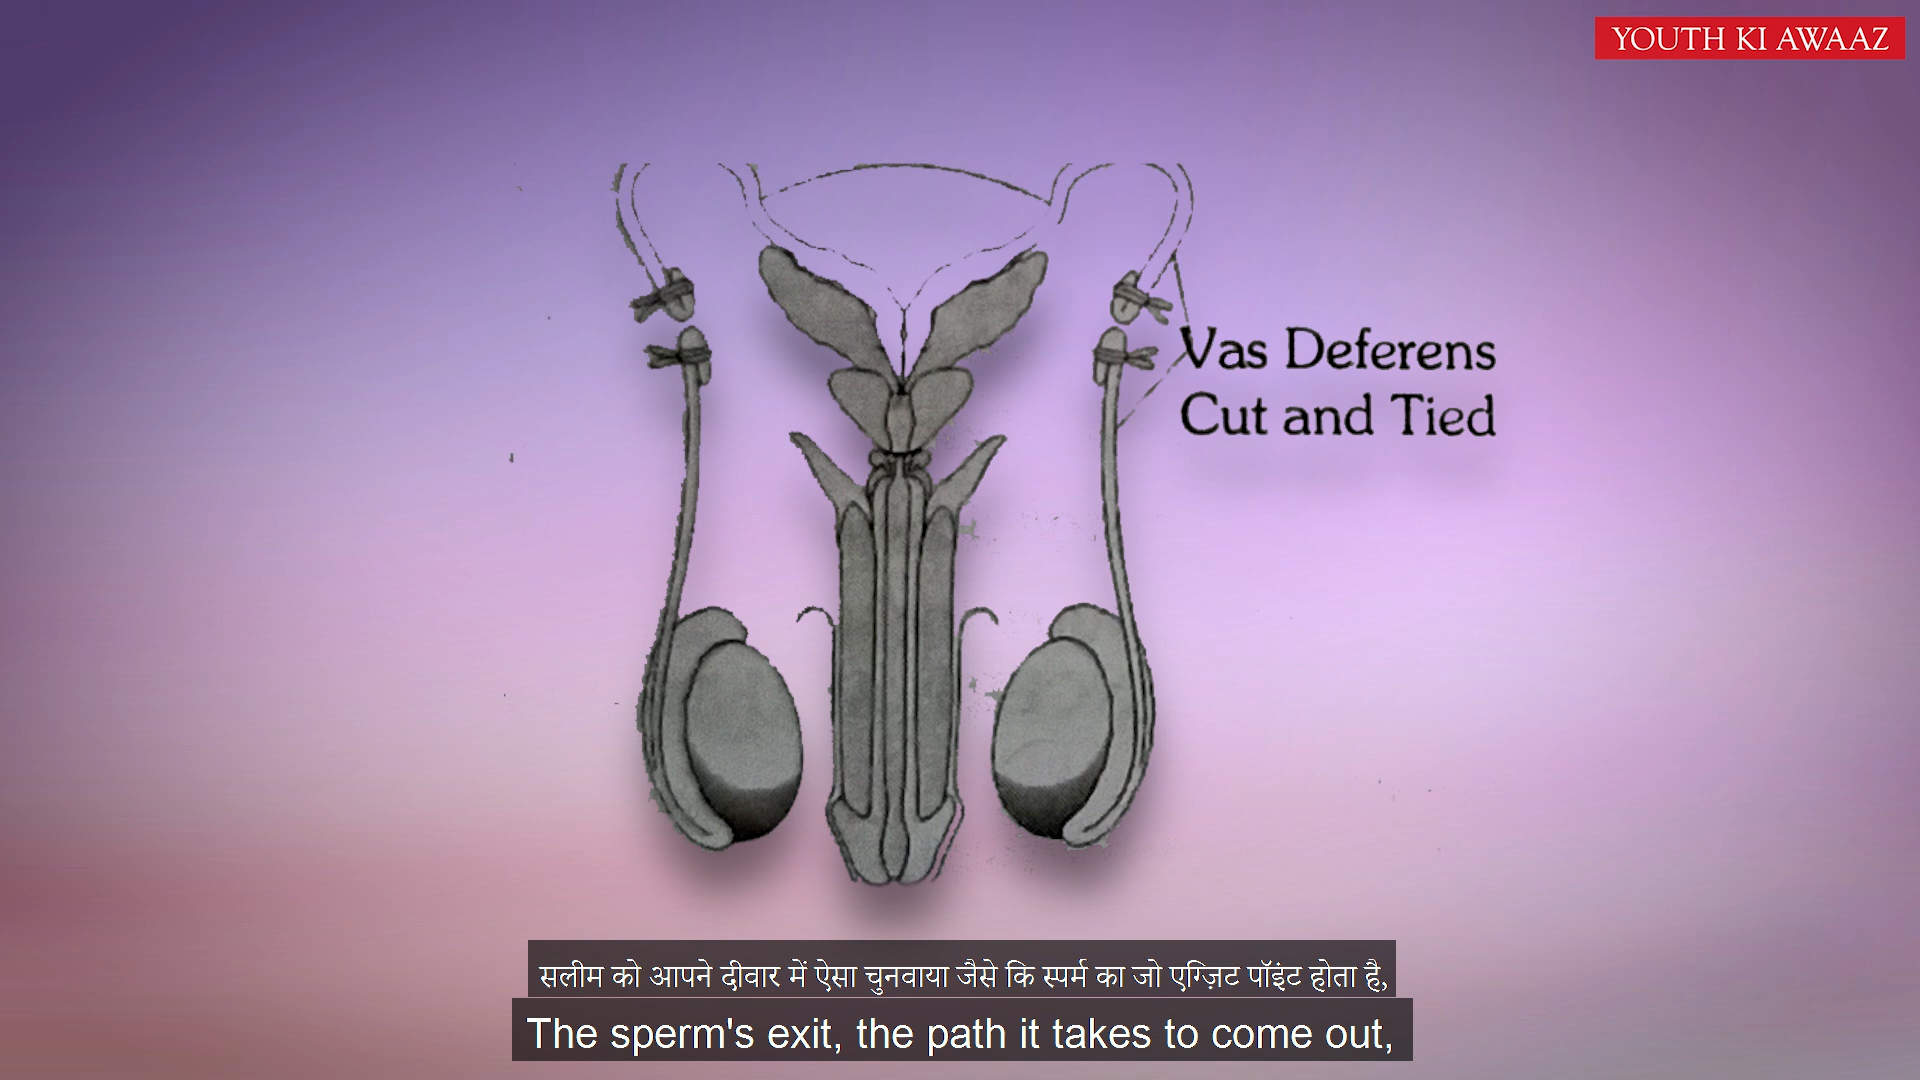 YOUTH KI AWAAZ
Vas Deferens
Cut and Tied
सलीम को आपने दीवार में ऐसा चुनवाया जैसे कि स्पर्म का जो एग्ज़िट पॉइंट होता है,
The sperm's exit, the path it takes to come out,